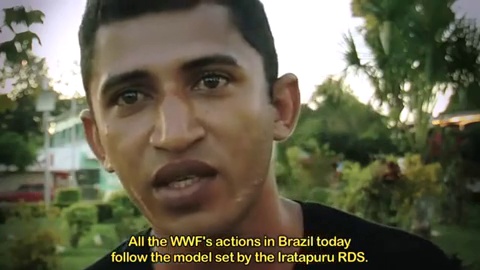 All the WWF's actions in Brazil today
follow the model set by the Iratapuru RDS.